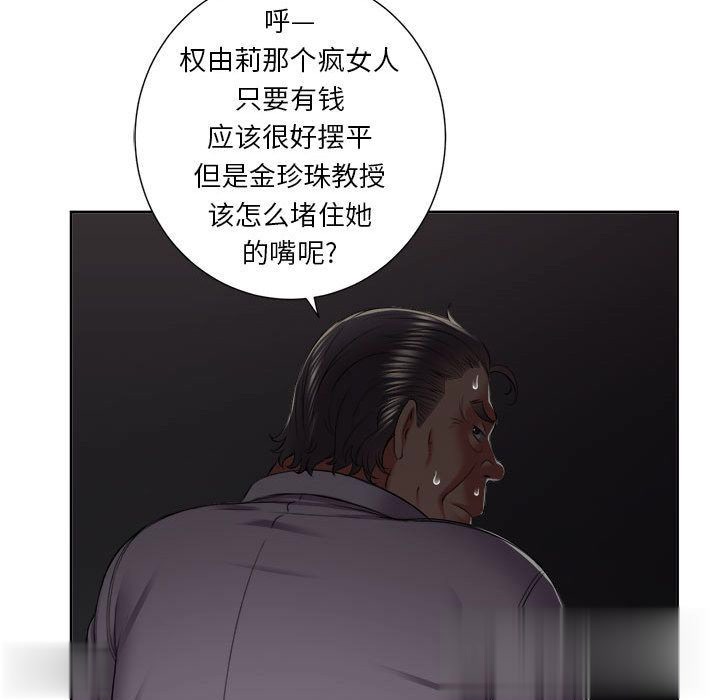 呼—
权由莉那个疯女人
只要有钱
应该很好摆平
但是金珍珠教授
该怎么堵住她
的嘴呢?